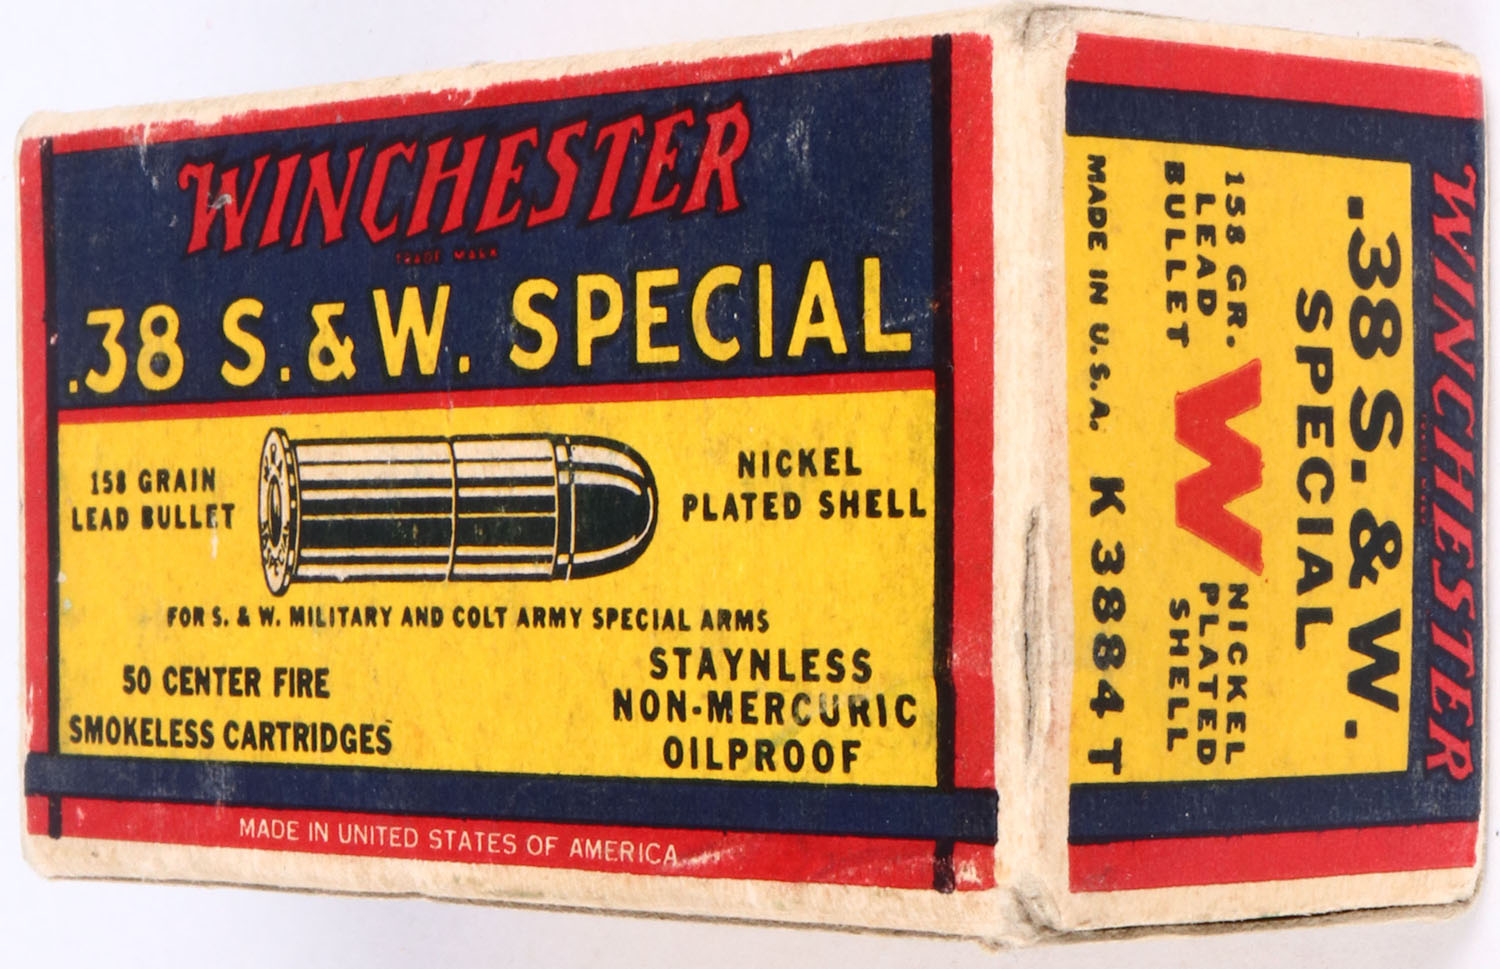 WINCHESTER
TRADE MARK
.38 S. & W. SPECIAL
158 GRAIN
LEAD BULLET
NICKEL
PLATED SHELL
FOR S. & W. MILITARY AND COLT ARMY SPECIAL ARMS
50 CENTER FIRE
SMOKELESS CARTRIDGES
STAYNLESS
NON-MERCURIC
OILPROOF
MADE IN UNITED STATES OF AMERICA
WINCHESTER
.38 S. & W.
SPECIAL
158 GR.
LEAD
BULLET
W
NICKEL
PLATED
SHELL
MADE IN U.S.A. K 3884 T